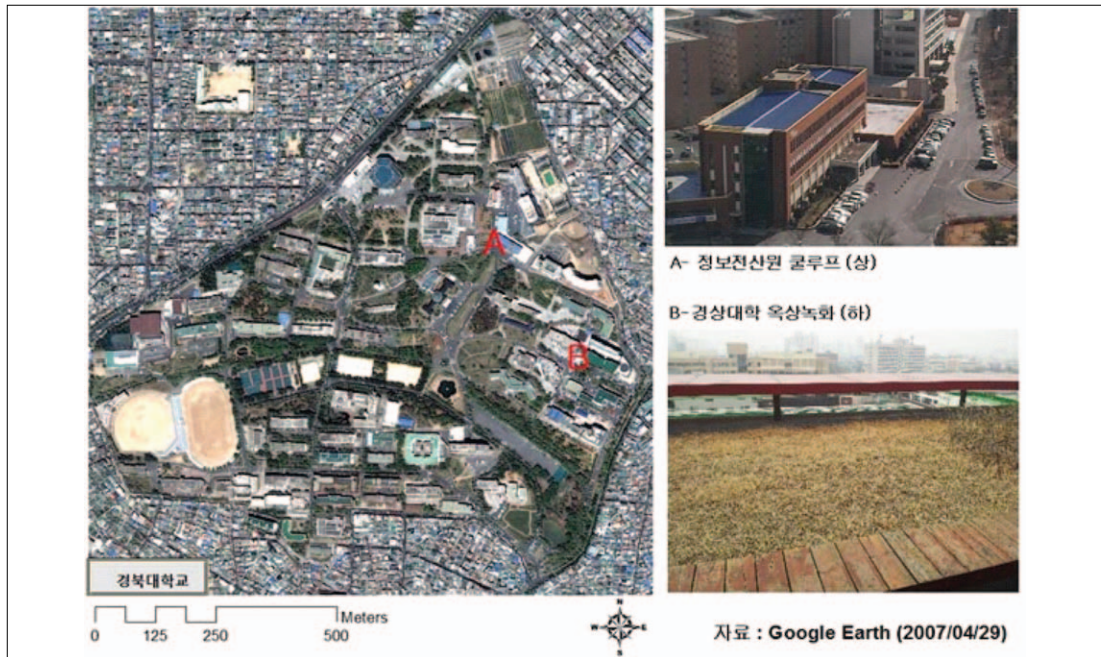 A
B
경북대학교
Meters
0 125 250 500
N
W E
S
A- 정보전산원 쿨루프 (상)
B-경상대학 옥상녹화 (하)
자료 : Google Earth (2007/04/29)